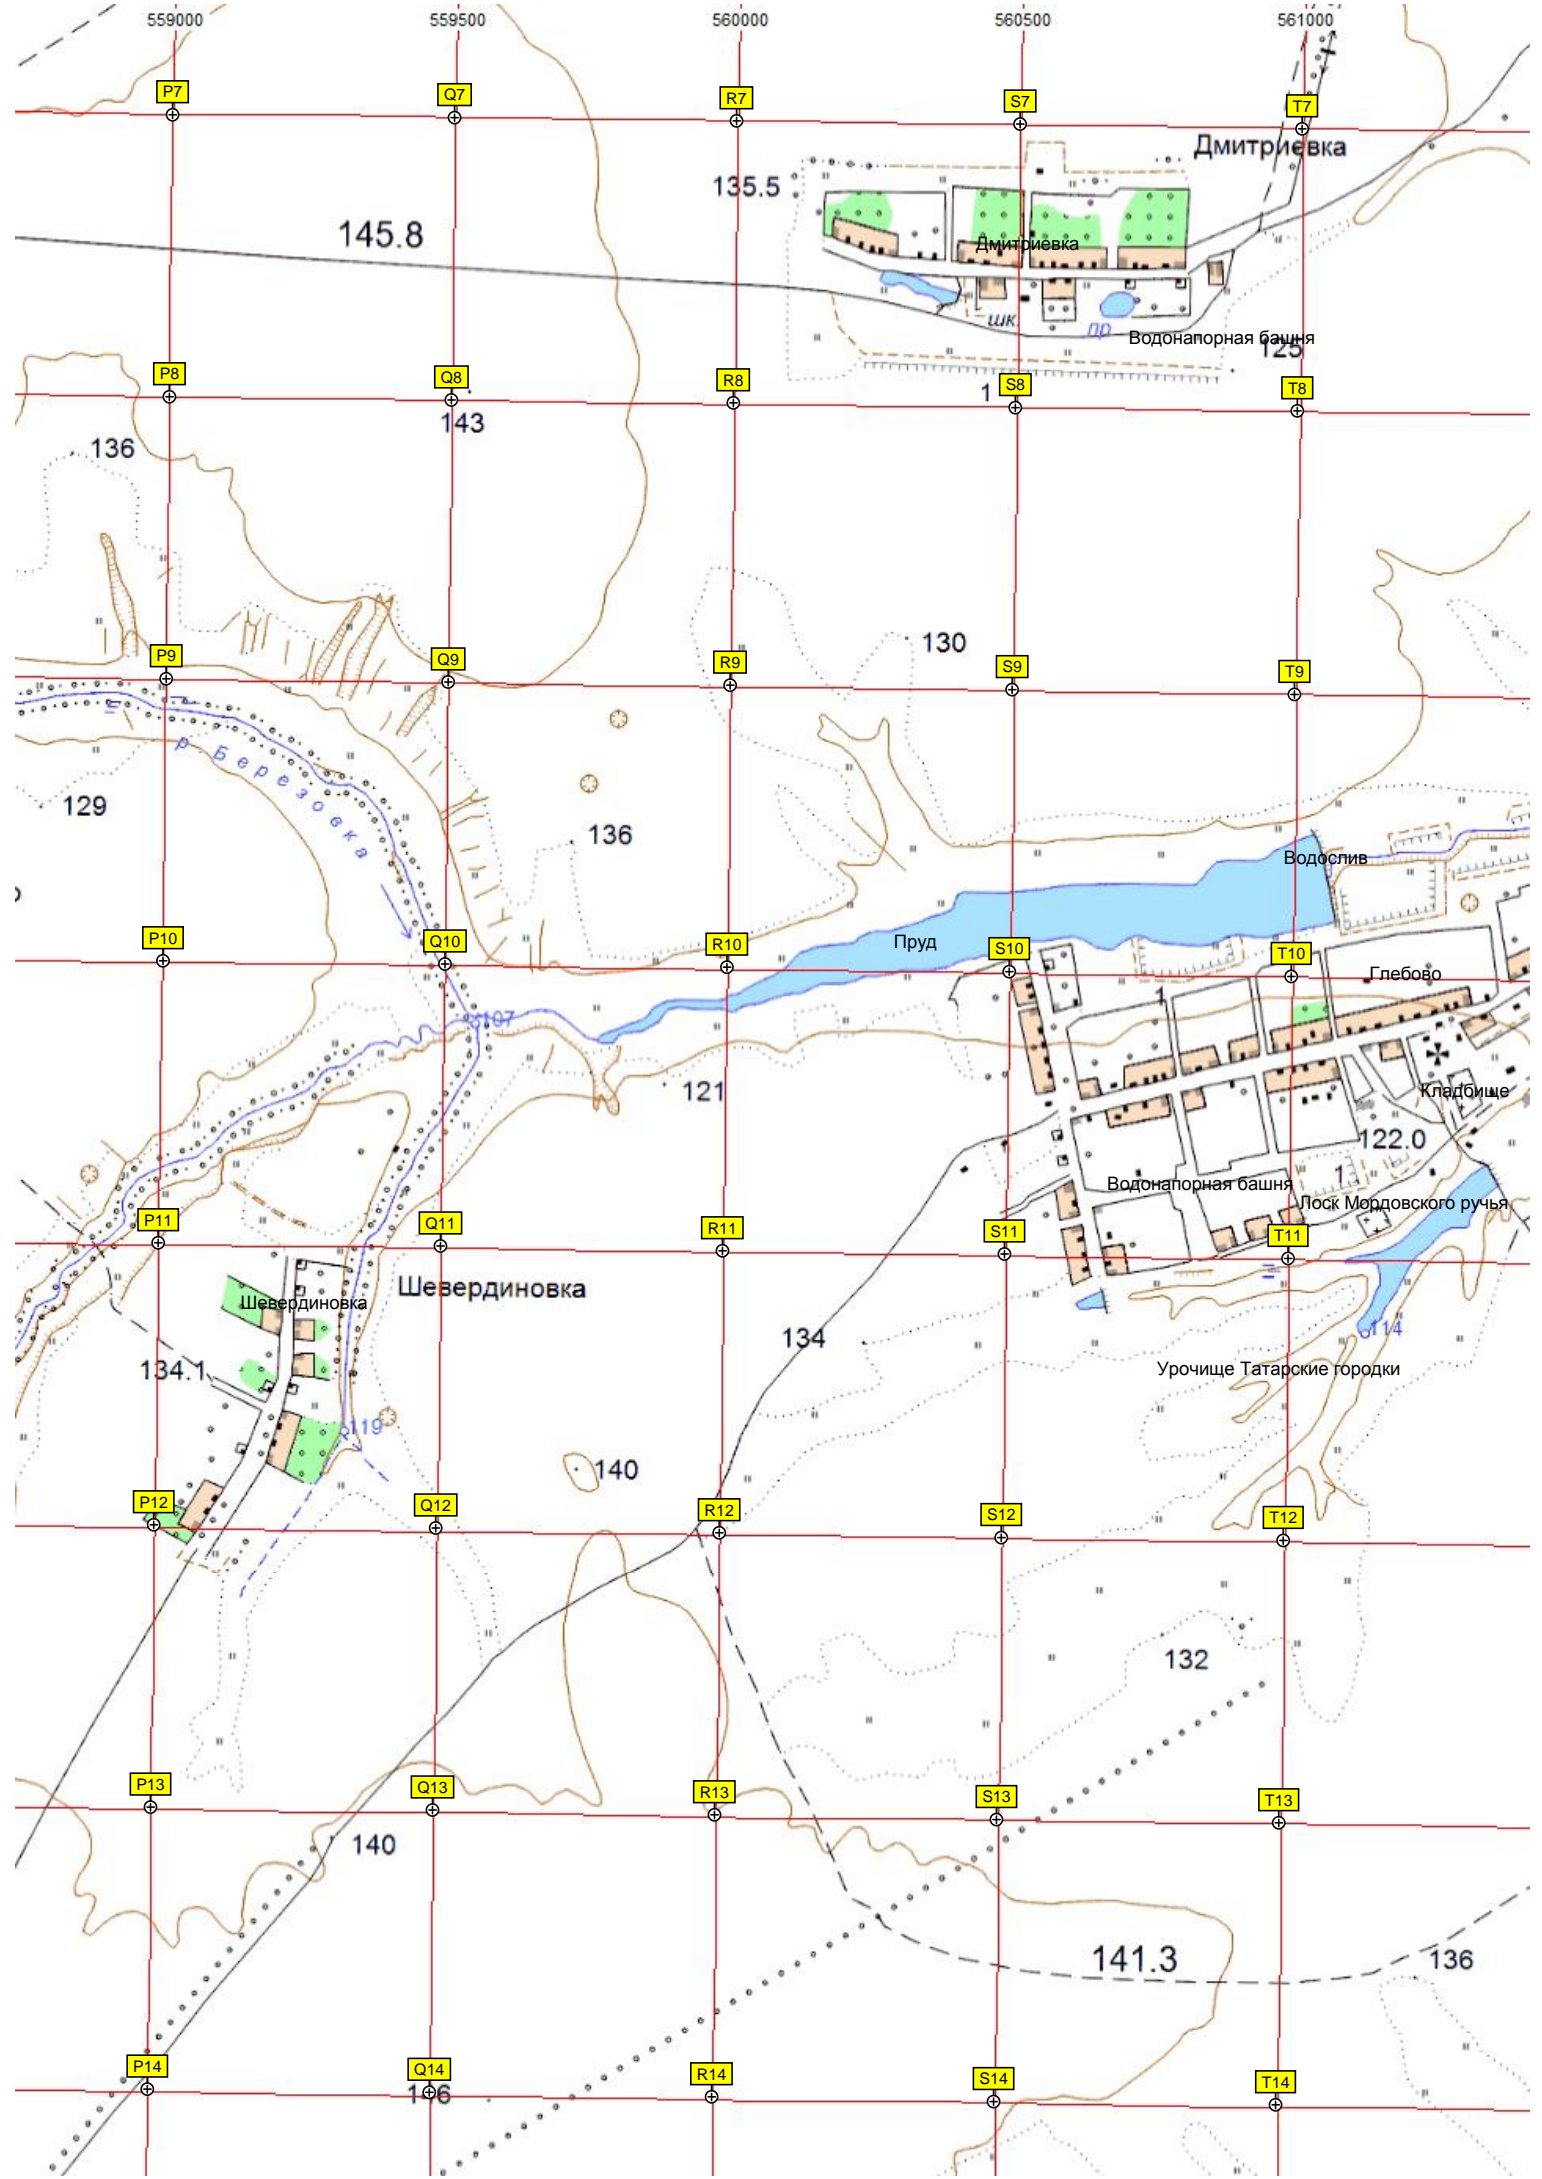 559000 559500 560000 560500 561000
P7 Q7 R7 S7 T7
Дмитриевка
135.5
145.8
Дмитриевка
шк.
пр
Водонапорная башня
125
P8 Q8 R8 1 S8 T8
143
136
130
P9 Q9 R9 S9 T9
р. Березовка
129
136
Водослив
P10 Q10 R10 Пруд S10 T10
Глебово
1
107
121
Кладбище
122.0
Водонапорная башня
1
Лоск Мордовского ручья
P11 Q11 R11 S11 T11
Шевердиновка
Шевердиновка
134
114
134.1
Урочище Татарские городки
119
140
P12 Q12 R12 S12 T12
132
P13 Q13 R13 S13 T13
140
141.3
136
P14 Q14 R14 S14 T14